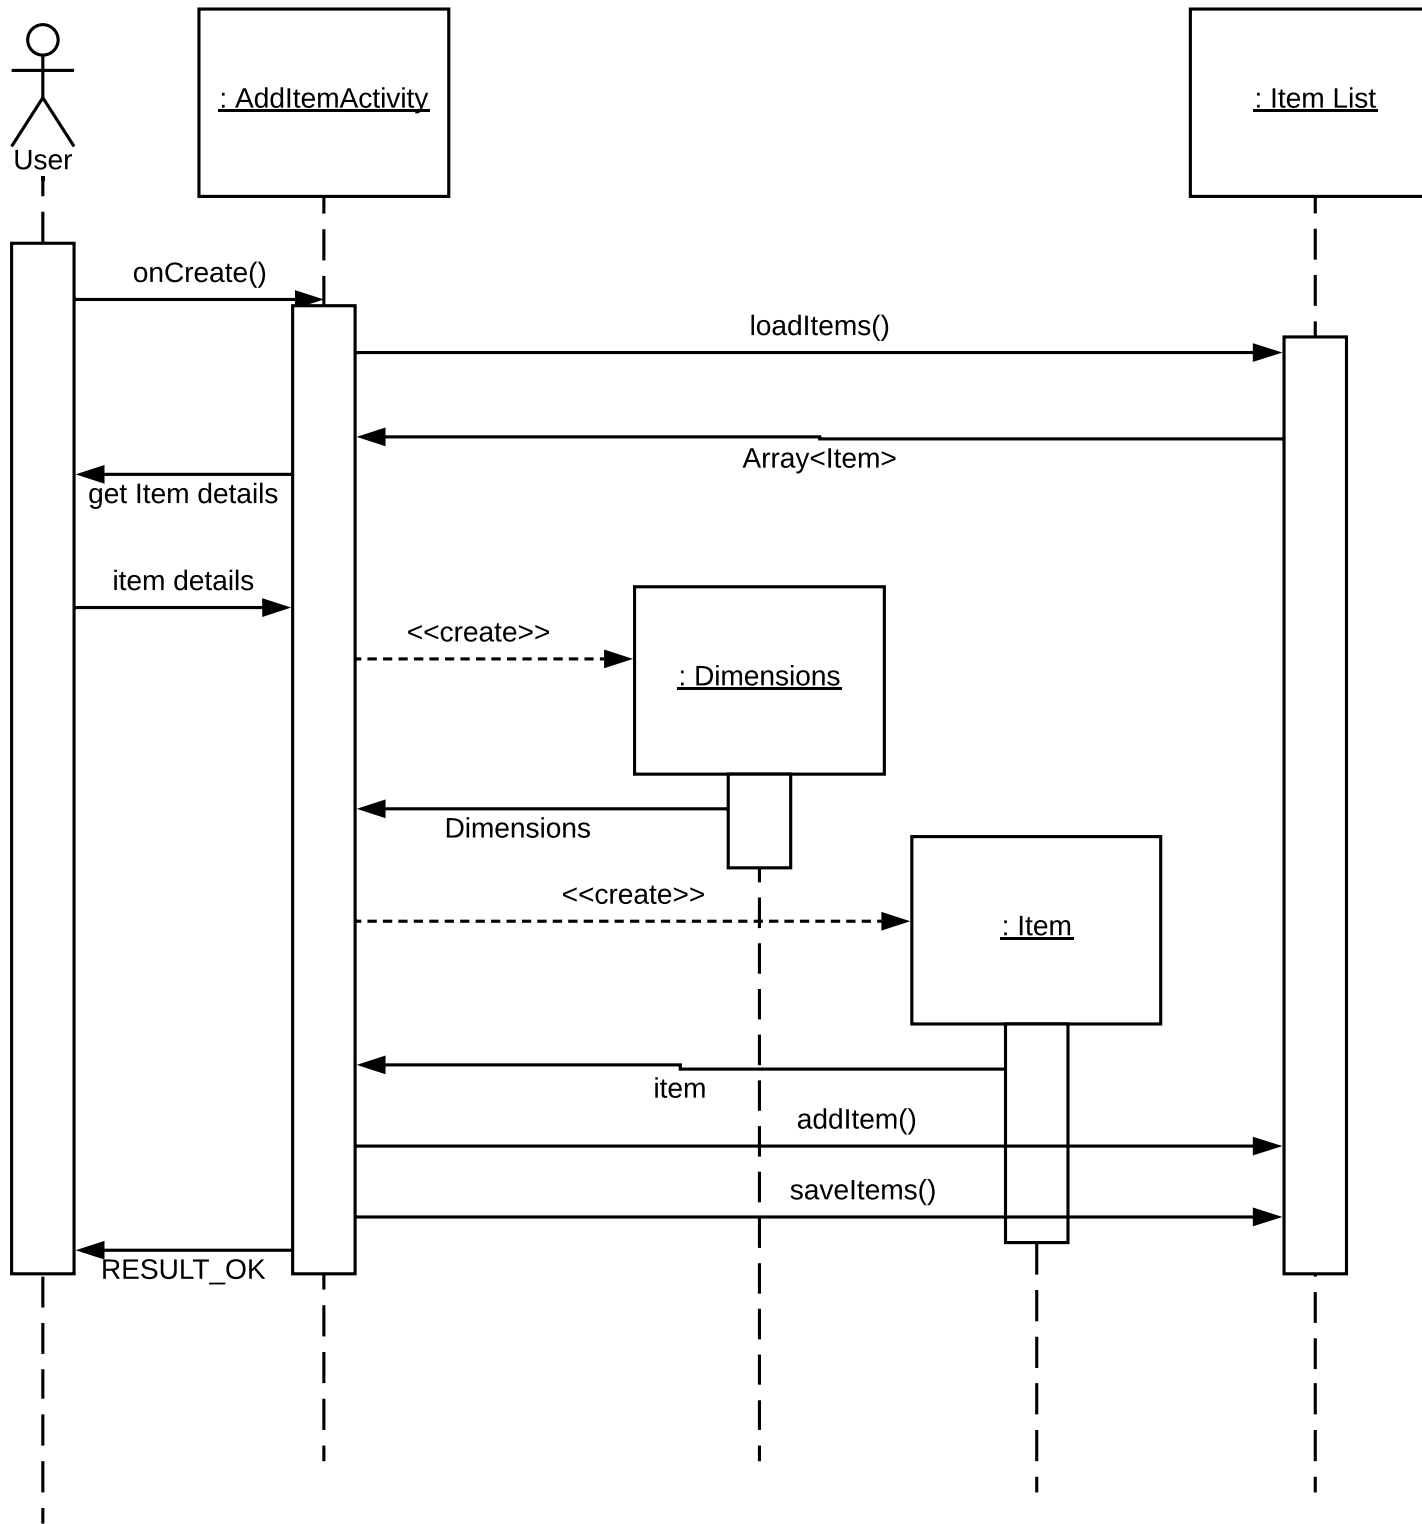 : AddItemActivity
: Item List
User
onCreate()
loadItems()
Array<Item>
get Item details
item details
<<create>>
: Dimensions
Dimensions
<<create>>
: Item
item
addItem()
saveItems()
RESULT_OK